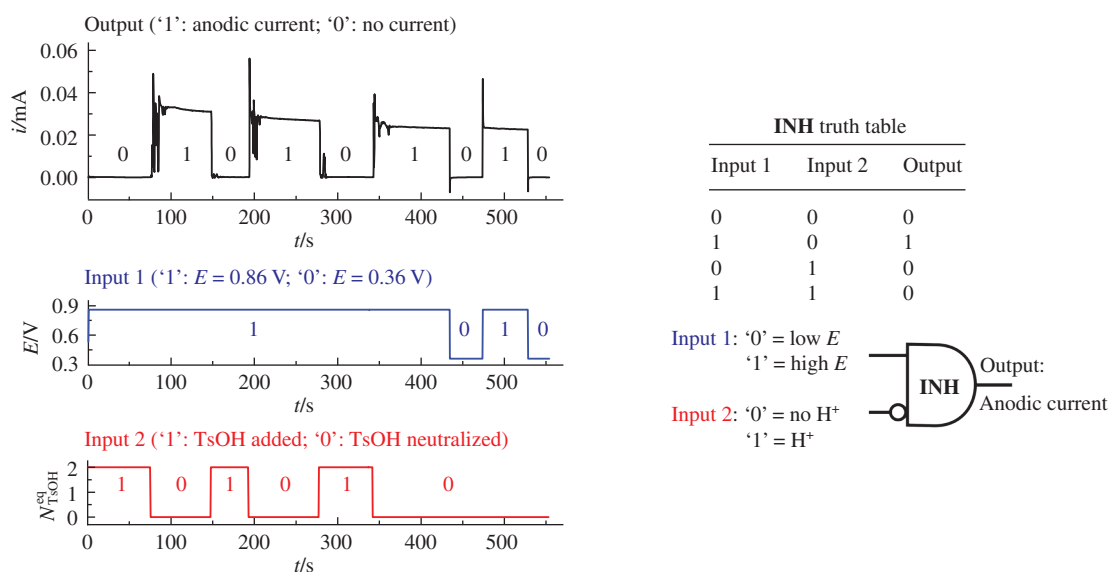 Output (‘1’: anodic current; ‘0’: no current)
i/mA
0.06
0.04
0.02
0.00
0 1 0 1 0 1 0 1 0
0 100 200 300 400 500
t/s
Input 1 (‘1’: E = 0.86 V; ‘0’: E = 0.36 V)
E/V
0.9
0.6
0.3
1 0 1 0
0 100 200 300 400 500
t/s
Input 2 (‘1’: TsOH added; ‘0’: TsOH neutralized)
N^eq_TsOH
2
1
0
1 0 1 0 1 0
0 100 200 300 400 500
t/s
INH truth table
Input 1 Input 2 Output
0 0 0
1 0 1
0 1 0
1 1 0
Input 1: ‘0’ = low E
‘1’ = high E
Input 2: ‘0’ = no H⁺
‘1’ = H⁺
INH
Output:
Anodic current